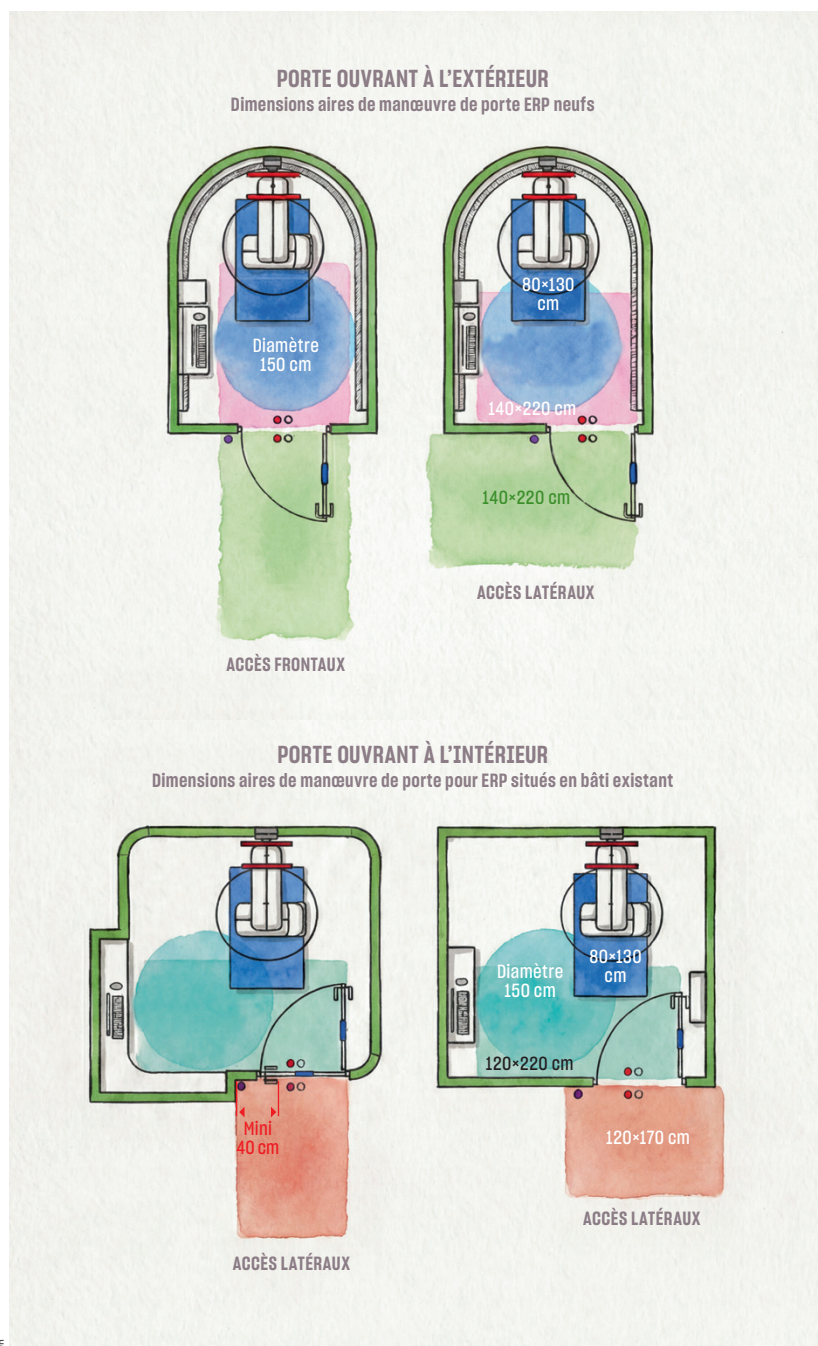 PORTE OUVRANT À L'EXTÉRIEUR
Dimensions aires de manœuvre de porte ERP neufs
Diamètre
150 cm
80×130
cm
140×220 cm
140×220 cm
ACCÈS LATÉRAUX
ACCÈS FRONTAUX
PORTE OUVRANT À L'INTÉRIEUR
Dimensions aires de manœuvre de porte pour ERP situés en bâti existant
Mini
40 cm
ACCÈS LATÉRAUX
Diamètre
150 cm
80×130
cm
120×220 cm
120×170 cm
ACCÈS LATÉRAUX